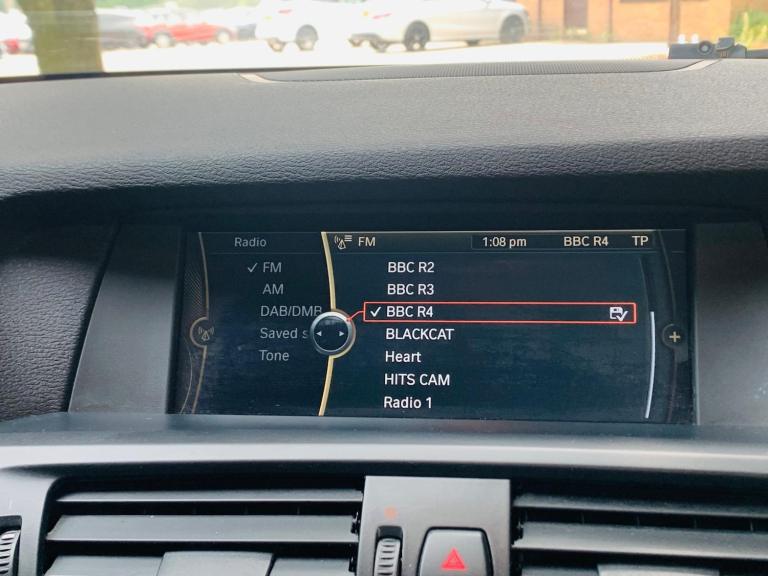 Radio
FM 1:08 pm BBC R4 TP
✓ FM
AM
DAB/DMB
Saved s
Tone
BBC R2
BBC R3
✓ BBC R4
BLACKCAT
Heart
HITS CAM
Radio 1